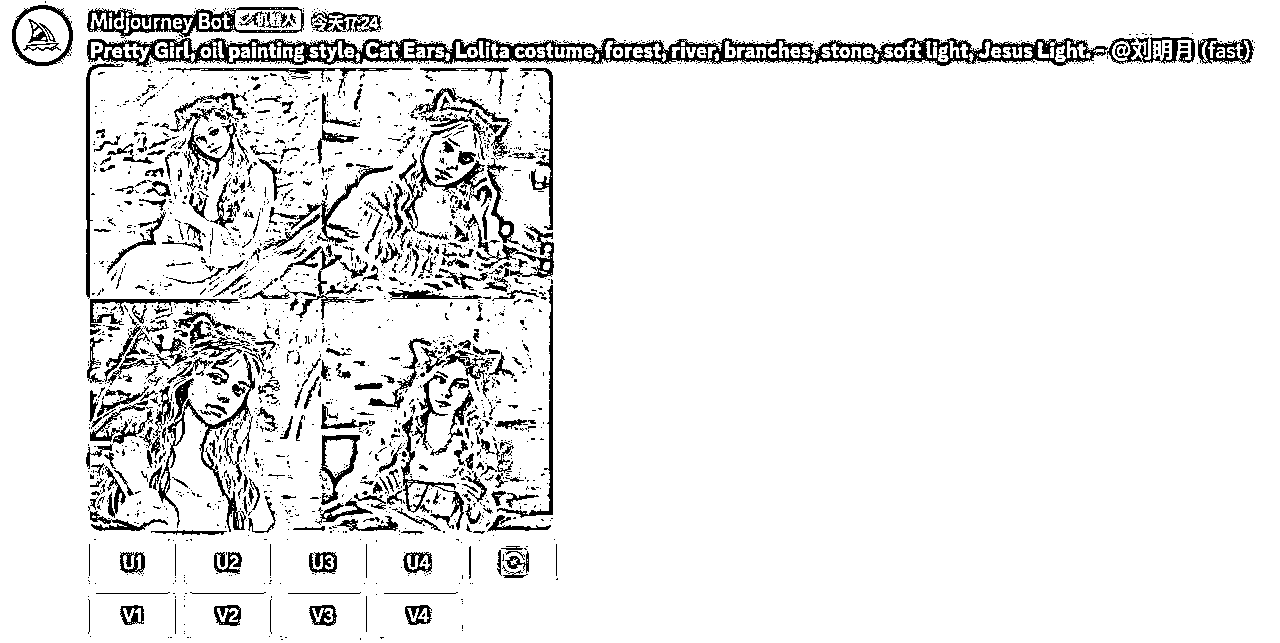 Midjourney Bot ✓机器人 今天17:24
Pretty Girl, oil painting style, Cat Ears, Lolita costume, forest, river, branches, stone, soft light, Jesus Light. - @刘明月 (fast)
U1 U2 U3 U4
V1 V2 V3 V4